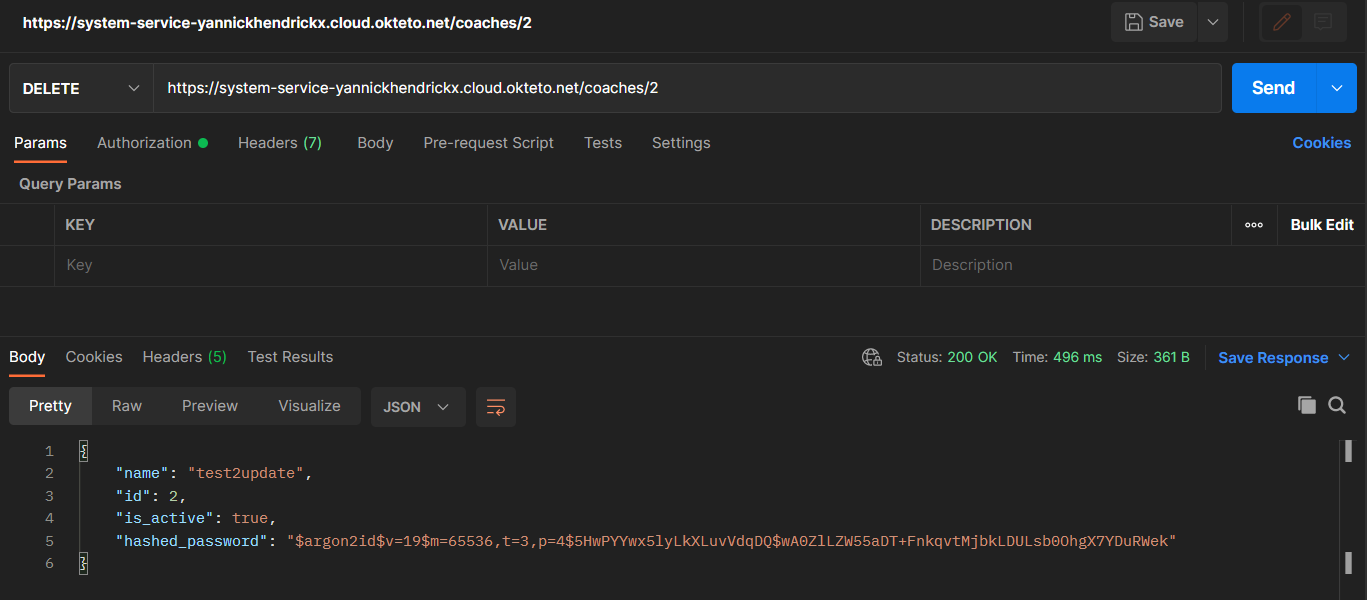 https://system-service-yannickhendrickx.cloud.okteto.net/coaches/2
Save
DELETE
https://system-service-yannickhendrickx.cloud.okteto.net/coaches/2
Send
Params Authorization Headers (7) Body Pre-request Script Tests Settings Cookies
Query Params
KEY VALUE DESCRIPTION Bulk Edit
Key Value Description
Body Cookies Headers (5) Test Results Status: 200 OK Time: 496 ms Size: 361 B Save Response
Pretty Raw Preview Visualize JSON
1 {
2 "name": "test2update",
3 "id": 2,
4 "is_active": true,
5 "hashed_password": "$argon2id$v=19$m=65536,t=3,p=4$5HwPYYwx5lyLkXLuvVdqDQ$wA0ZlLZW55aDT+FnkqvtMjbkLDULsb0OhgX7YDuRWek"
6 }